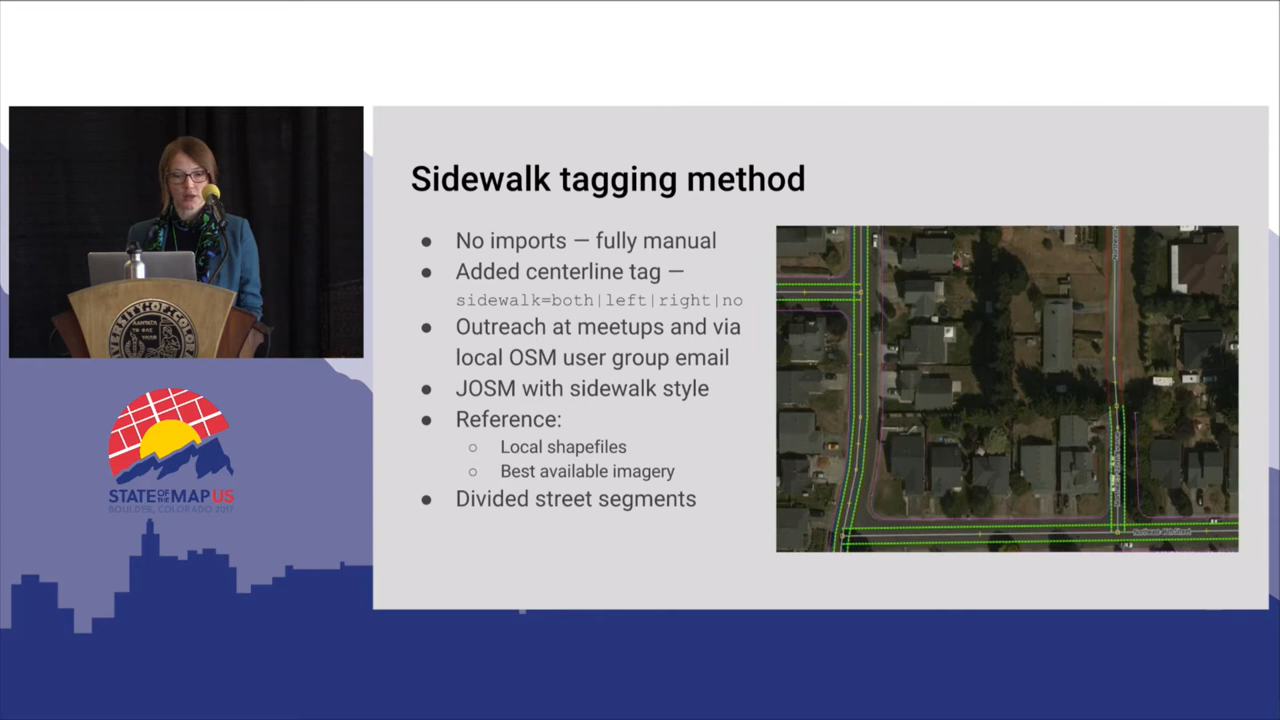 Sidewalk tagging method
● No imports — fully manual
● Added centerline tag —
sidewalk=both|left|right|no
● Outreach at meetups and via
local OSM user group email
● JOSM with sidewalk style
● Reference:
○ Local shapefiles
○ Best available imagery
● Divided street segments
STATE OF THE MAP US
BOULDER, COLORADO 2017